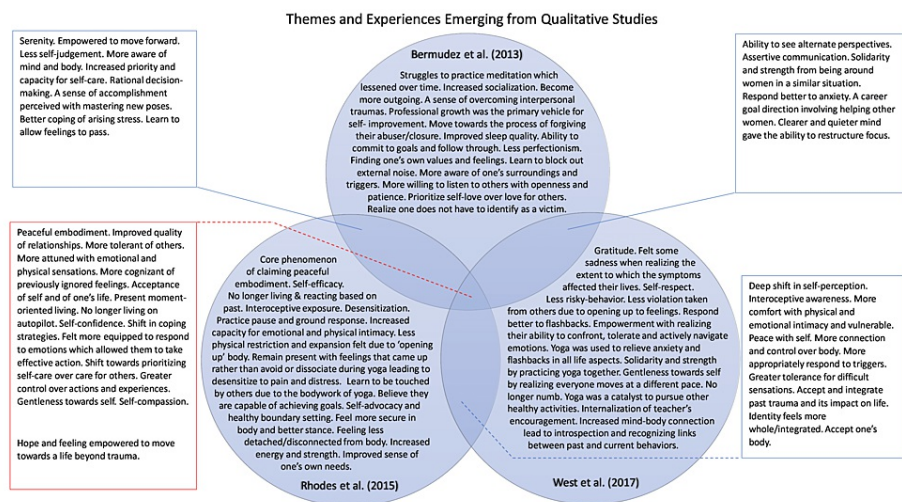 Themes and Experiences Emerging from Qualitative Studies
Serenity. Empowered to move forward.
Less self-judgement. More aware of
mind and body. Increased priority and
capacity for self-care. Rational decision-
making. A sense of accomplishment
perceived with mastering new poses.
Better coping of arising stress. Learn to
allow feelings to pass.
Bermudez et al. (2013)
Struggles to practice meditation which
lessened over time. Increased socialization. Become
more outgoing. A sense of overcoming interpersonal
traumas. Professional growth was the primary vehicle for
self- improvement. Move towards the process of forgiving
their abuser/closure. Improved sleep quality. Ability to
commit to goals and follow through. Less perfectionism.
Finding one's own values and feelings. Learn to block out
external noise. More aware of one's surroundings and
triggers. More willing to listen to others with openness and
patience. Prioritize self-love over love for others.
Realize one does not have to identify as a victim.
Ability to see alternate perspectives.
Assertive communication. Solidarity
and strength from being around
women in a similar situation.
Respond better to anxiety. A career
goal direction involving helping other
women. Clearer and quieter mind
gave the ability to restructure focus.
Peaceful embodiment. Improved quality
of relationships. More tolerant of others.
More attuned with emotional and
physical sensations. More cognizant of
previously ignored feelings. Acceptance
of self and of one's life. Present moment-
oriented living. No longer living on
autopilot. Self-confidence. Shift in coping
strategies. Felt more equipped to respond
to emotions which allowed them to take
effective action. Shift towards prioritizing
self-care over care for others. Greater
control over actions and experiences.
Gentleness towards self. Self-compassion.
Hope and feeling empowered to move
towards a life beyond trauma.
Core phenomenon
of claiming peaceful
embodiment. Self-efficacy.
No longer living & reacting based on
past. Interoceptive exposure. Desensitization.
Practice pause and ground response. Increased
capacity for emotional and physical intimacy. Less
physical restriction and expansion felt due to 'opening
up' body. Remain present with feelings that came up
rather than avoid or dissociate during yoga leading to
desensitize to pain and distress. Learn to be touched
by others due to the bodywork of yoga. Believe they
are capable of achieving goals. Self-advocacy and
healthy boundary setting. Feel more secure in
body and better stance. Feeling less
detached/disconnected from body. Increased
energy and strength. Improved sense of
one's own needs.
Rhodes et al. (2015)
Gratitude. Felt some
sadness when realizing the
extent to which the symptoms
affected their lives. Self-respect.
Less risky-behavior. Less violation taken
from others due to opening up to being. Respond
better to flashbacks. Empowerment with realizing
their ability to confront, tolerate and actively navigate
emotions. Yoga was used to relieve anxiety and
flashbacks in all life aspects. Solidarity and strength
by practicing yoga together. Gentleness towards self
by realizing everyone moves at a different pace. No
longer numb. Yoga was a catalyst to pursue other
healthy activities. Internalization of teacher's
encouragement. Increased mind-body connection
lead to introspection and recognizing links
between past and current behaviors.
West et al. (2017)
Deep shift in self-perception.
Interoceptive awareness. More
comfort with physical and
emotional intimacy and vulnerable.
Peace with self. More connection
and control over body. More
appropriately respond to triggers.
Greater tolerance for difficult
sensations. Accept and integrate
past trauma and its impact on life.
Identity feels more
whole/integrated. Accept one's
body.